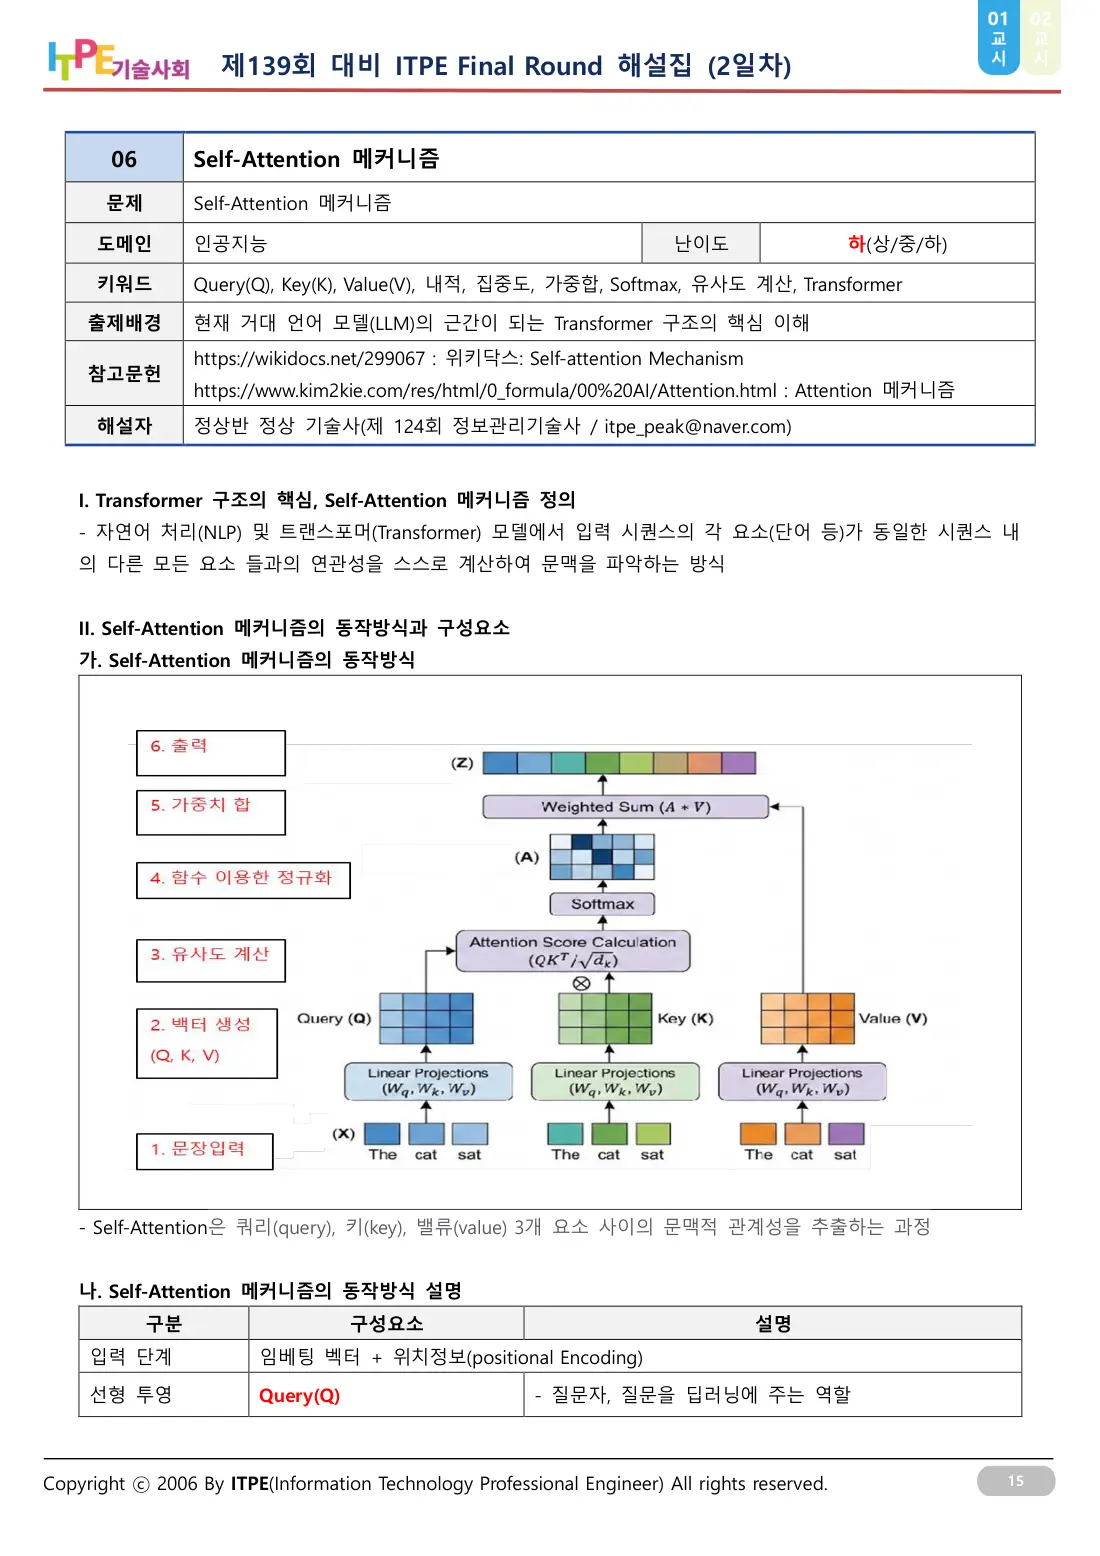 01
교
시
02
교
시
ITPE기술사회
제139회 대비 ITPE Final Round 해설집 (2일차)
06
Self-Attention 메커니즘
문제
Self-Attention 메커니즘
도메인
인공지능
난이도
하(상/중/하)
키워드
Query(Q), Key(K), Value(V), 내적, 집중도, 가중합, Softmax, 유사도 계산, Transformer
출제배경
현재 거대 언어 모델(LLM)의 근간이 되는 Transformer 구조의 핵심 이해
참고문헌
https://wikidocs.net/299067 : 위키닥스: Self-attention Mechanism
https://www.kim2kie.com/res/html/0_formula/00%20AI/Attention.html : Attention 메커니즘
해설자
정상반 정상 기술사(제 124회 정보관리기술사 / itpe_peak@naver.com)
I. Transformer 구조의 핵심, Self-Attention 메커니즘 정의
- 자연어 처리(NLP) 및 트랜스포머(Transformer) 모델에서 입력 시퀀스의 각 요소(단어 등)가 동일한 시퀀스 내
의 다른 모든 요소 들과의 연관성을 스스로 계산하여 문맥을 파악하는 방식
II. Self-Attention 메커니즘의 동작방식과 구성요소
가. Self-Attention 메커니즘의 동작방식
6. 출력
(Z)
5. 가중치 합
Weighted Sum (A * V)
(A)
4. 함수 이용한 정규화
Softmax
3. 유사도 계산
Attention Score Calculation
(QK^T/√d_k)
⊗
2. 백터 생성
(Q, K, V)
Query (Q)
Key (K)
Value (V)
Linear Projections
(W_q, W_k, W_v)
Linear Projections
(W_q, W_k, W_v)
Linear Projections
(W_q, W_k, W_v)
1. 문장입력
(X)
The cat sat
The cat sat
The cat sat
- Self-Attention은 쿼리(query), 키(key), 밸류(value) 3개 요소 사이의 문맥적 관계성을 추출하는 과정
나. Self-Attention 메커니즘의 동작방식 설명
구분
구성요소
설명
입력 단계
임베팅 벡터 + 위치정보(positional Encoding)
선형 투영
Query(Q)
- 질문자, 질문을 딥러닝에 주는 역할
Copyright ⓒ 2006 By ITPE(Information Technology Professional Engineer) All rights reserved.
15